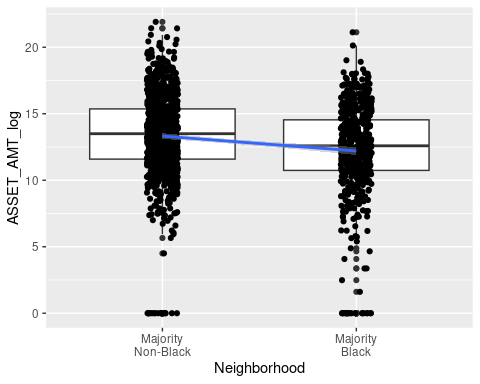 ASSET_AMT_log
20
15
10
5
0
Majority
Non-Black
Majority
Black
Neighborhood